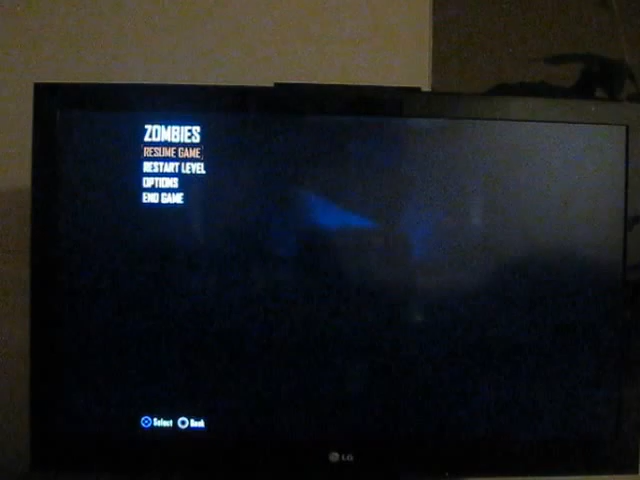 ZOMBIES
RESUME GAME
RESTART LEVEL
OPTIONS
END GAME
Select Back
LG